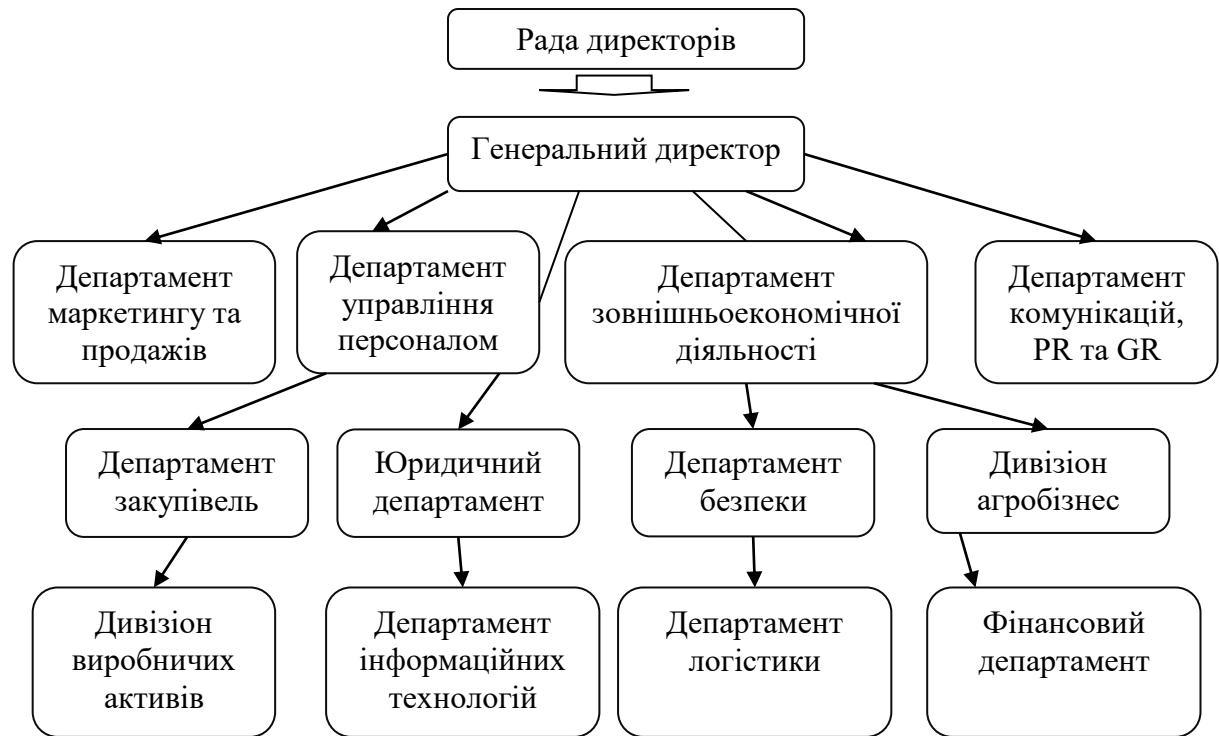 Рада директорів
Генеральний директор
Департамент
маркетингу та
продажів
Департамент
управління
персоналом
Департамент
зовнішньоекономічної
діяльності
Департамент
комунікацій,
PR та GR
Департамент
закупівель
Юридичний
департамент
Департамент
безпеки
Дивізіон
агробізнес
Дивізіон
виробничих
активів
Департамент
інформаційних
технологій
Департамент
логістики
Фінансовий
департамент